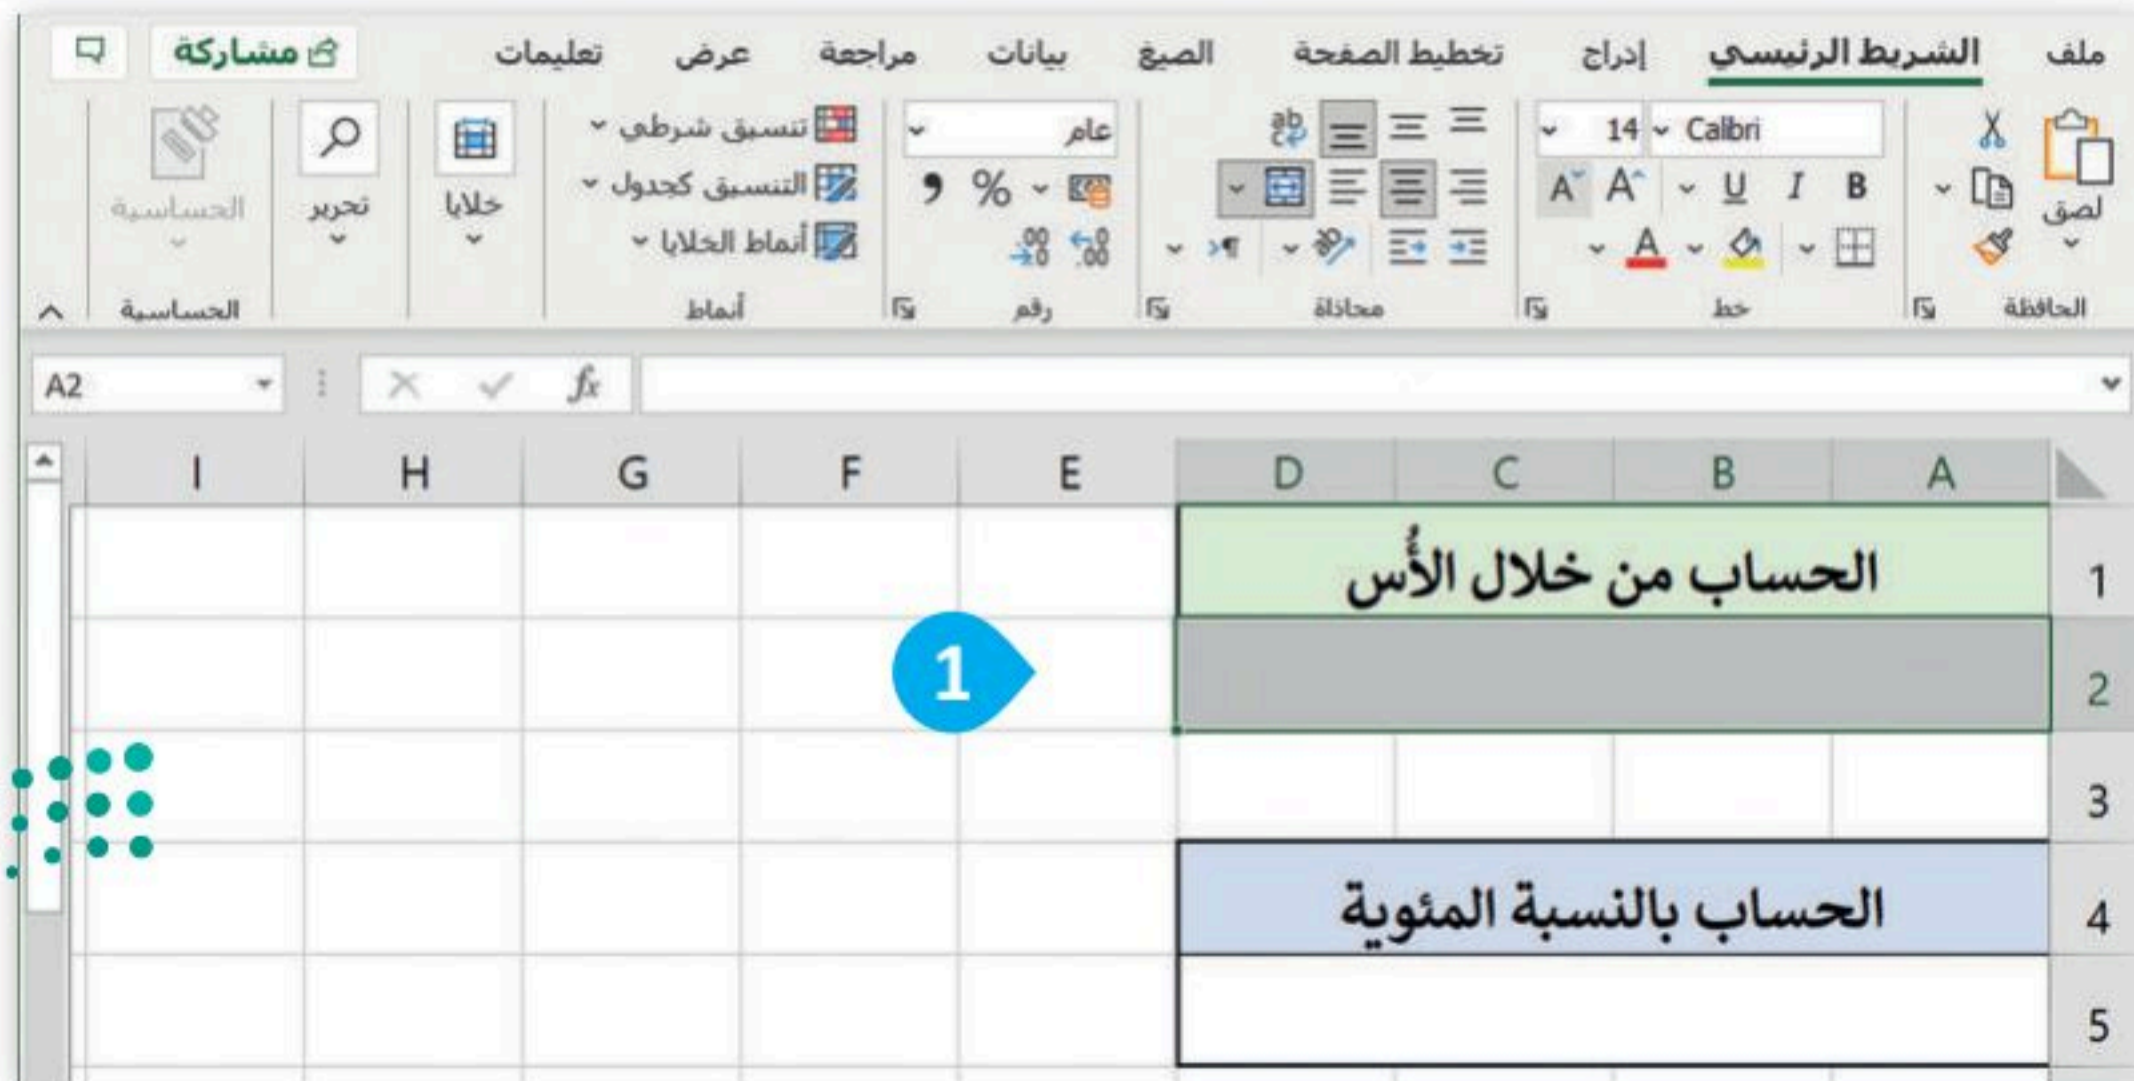 ملف الشريط الرئيسي إدراج تخطيط الصفحة الصيغ بيانات مراجعة عرض تعليمات مشاركة
Calibri 14 عام تنسيق شرطي
B I U A A % التنسيق كجدول
لصق A أنماط الخلايا خلايا تحرير الحساسية
الحافظة خط محاذاة رقم أنماط الحساسية
A2 fx
A B C D E F G H I
1 الحساب من خلال الأُس
2 1
3
4 الحساب بالنسبة المئوية
5